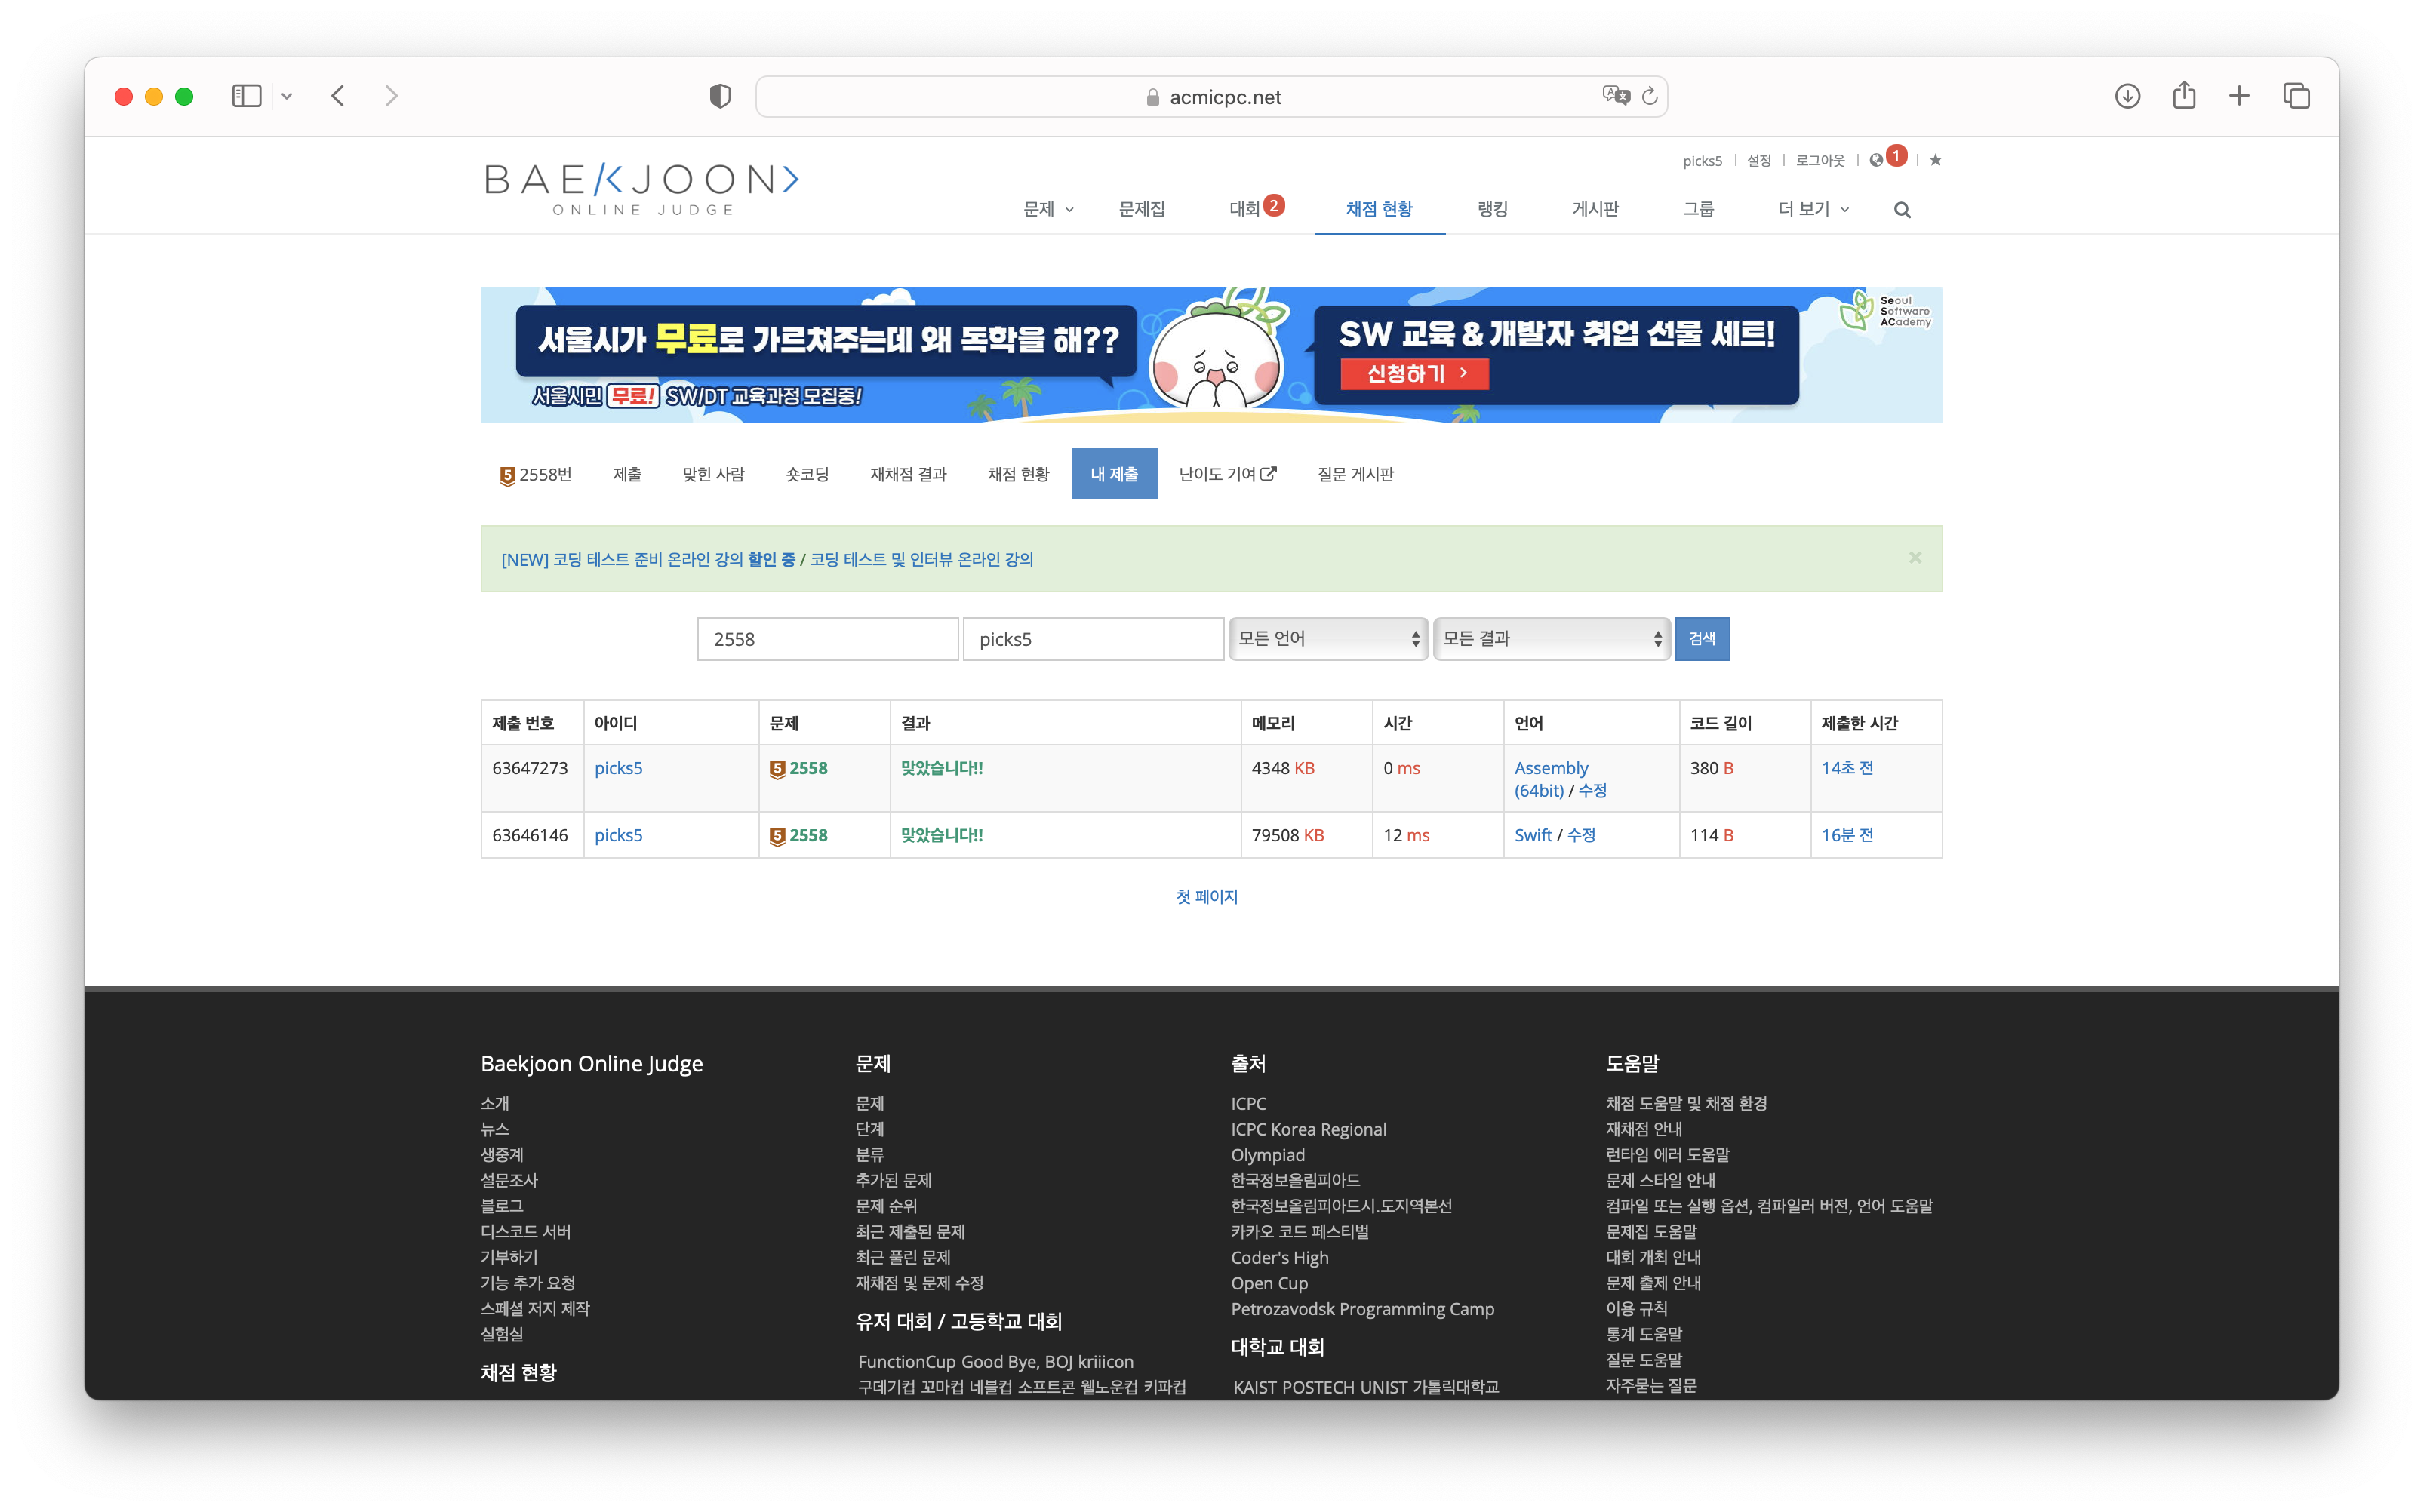 acmicpc.net
picks5 | 설정 | 로그아웃 | 1 |
BAEKJOON>
ONLINE JUDGE
문제 문제집 대회 2 채점 현황 랭킹 게시판 그룹 더 보기
서울시가 무료로 가르쳐주는데 왜 독학을 해??
서울시민 무료! SW/DT 교육과정 모집중!
SW 교육 & 개발자 취업 선물 세트!
신청하기 >
Seoul
Software
ACademy
5 2558번 제출 맞힌 사람 숏코딩 재채점 결과 채점 현황 내 제출 난이도 기여 질문 게시판
[NEW] 코딩 테스트 준비 온라인 강의 할인 중 / 코딩 테스트 및 인터뷰 온라인 강의 ×
2558 picks5 모든 언어 모든 결과 검색
제출 번호 아이디 문제 결과 메모리 시간 언어 코드 길이 제출한 시간
63647273 picks5 5 2558 맞았습니다!! 4348 KB 0 ms Assembly 380 B 14초 전
(64bit) / 수정
63646146 picks5 5 2558 맞았습니다!! 79508 KB 12 ms Swift / 수정 114 B 16분 전
첫 페이지
Baekjoon Online Judge
소개
뉴스
생중계
설문조사
블로그
디스코드 서버
기부하기
기능 추가 요청
스페셜 저지 제작
실험실
채점 현황
문제
문제
단계
분류
추가된 문제
문제 순위
최근 제출된 문제
최근 풀린 문제
재채점 및 문제 수정
유저 대회 / 고등학교 대회
FunctionCup Good Bye, BOJ kriiicon
구데기컵 꼬마컵 네블컵 소프트콘 웰노운컵 키파컵
출처
ICPC
ICPC Korea Regional
Olympiad
한국정보올림피아드
한국정보올림피아드시.도지역본선
카카오 코드 페스티벌
Coder's High
Open Cup
Petrozavodsk Programming Camp
대학교 대회
KAIST POSTECH UNIST 가톨릭대학교
도움말
채점 도움말 및 채점 환경
재채점 안내
런타임 에러 도움말
문제 스타일 안내
컴파일 또는 실행 옵션, 컴파일러 버전, 언어 도움말
문제집 도움말
대회 개최 안내
문제 출제 안내
이용 규칙
통계 도움말
질문 도움말
자주묻는 질문